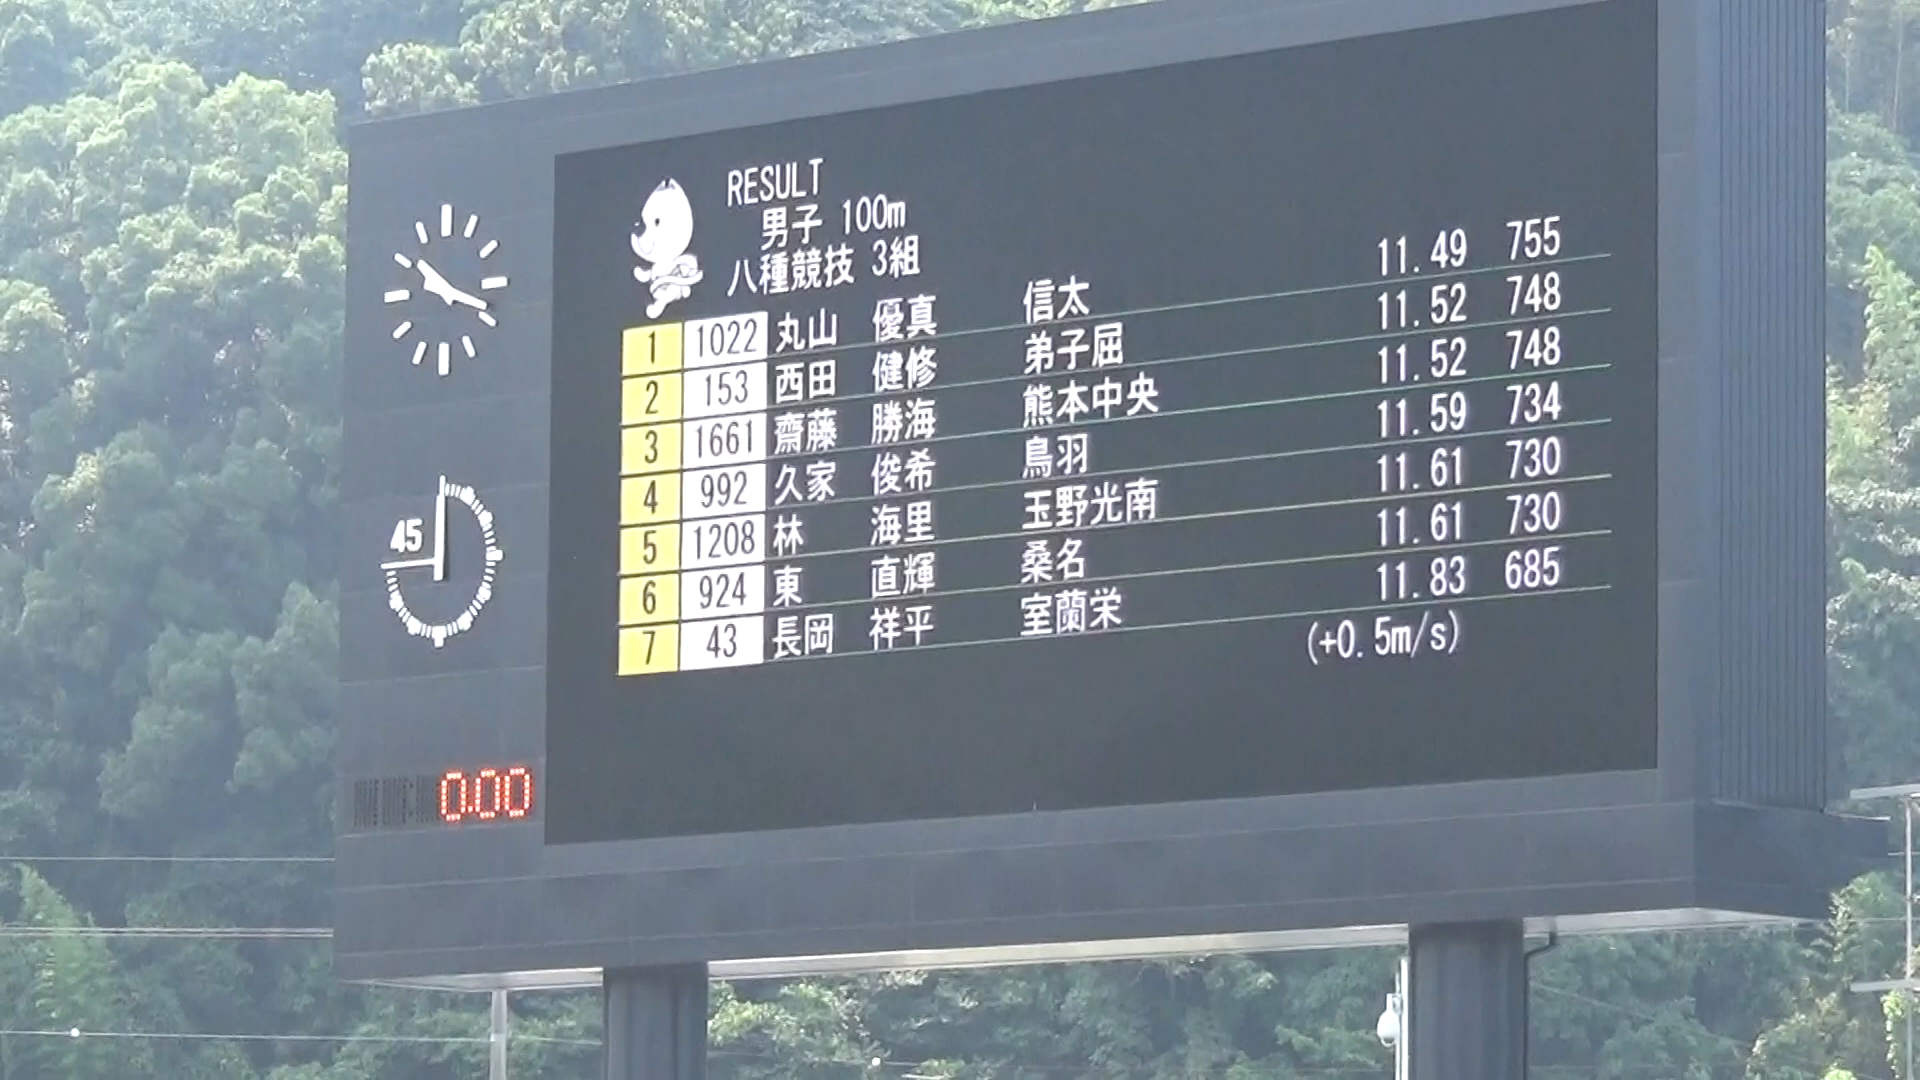 RESULT
男子 100m
八種競技 3組
1 1022 丸山 優真 信太 11.49 755
2 153 西田 健修 弟子屈 11.52 748
3 1661 齋藤 勝海 熊本中央 11.52 748
4 992 久家 俊希 鳥羽 11.59 734
5 1208 林 海里 玉野光南 11.61 730
6 924 東 直輝 桑名 11.61 730
7 43 長岡 祥平 室蘭栄 11.83 685
(+0.5m/s)
45
0.00